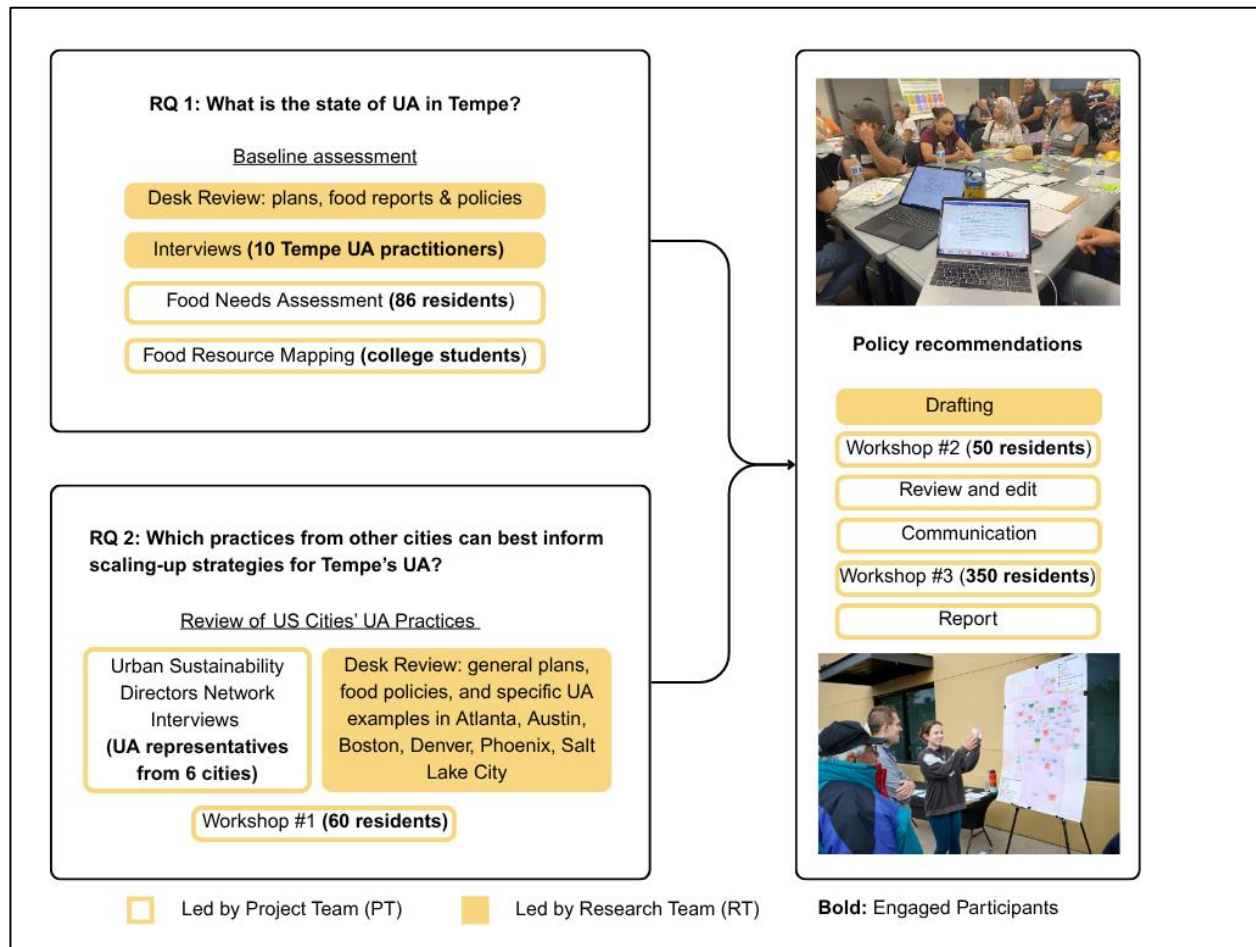 RQ 1: What is the state of UA in Tempe?
Baseline assessment
Desk Review: plans, food reports & policies
Interviews (10 Tempe UA practitioners)
Food Needs Assessment (86 residents)
Food Resource Mapping (college students)
RQ 2: Which practices from other cities can best inform
scaling-up strategies for Tempe's UA?
Review of US Cities' UA Practices
Urban Sustainability
Directors Network
Interviews
(UA representatives
from 6 cities)
Desk Review: general plans,
food policies, and specific UA
examples in Atlanta, Austin,
Boston, Denver, Phoenix, Salt
Lake City
Workshop #1 (60 residents)
Policy recommendations
Drafting
Workshop #2 (50 residents)
Review and edit
Communication
Workshop #3 (350 residents)
Report
Led by Project Team (PT)
Led by Research Team (RT)
Bold: Engaged Participants